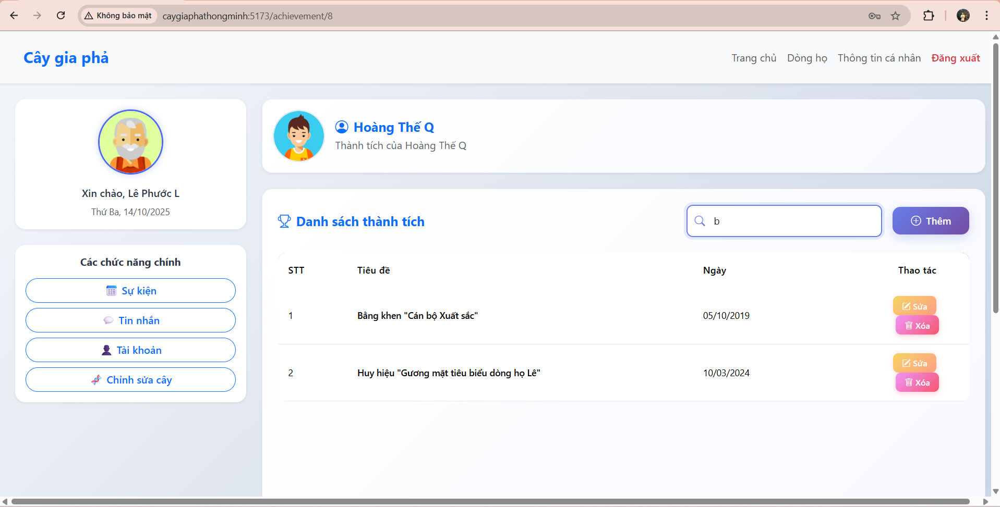 Không bảo mật caygiaphathongminh:5173/achievement/8
Cây gia phả
Trang chủ Dòng họ Thông tin cá nhân Đăng xuất
Xin chào, Lê Phước L
Thứ Ba, 14/10/2025
Các chức năng chính
Sự kiện
Tin nhắn
Tài khoản
Chỉnh sửa cây
Hoàng Thế Q
Thành tích của Hoàng Thế Q
Danh sách thành tích
b
Thêm
STT Tiêu đề Ngày Thao tác
1 Bằng khen "Cán bộ Xuất sắc" 05/10/2019 Sửa
Xóa
2 Huy hiệu "Gương mặt tiêu biểu dòng họ Lê" 10/03/2024 Sửa
Xóa